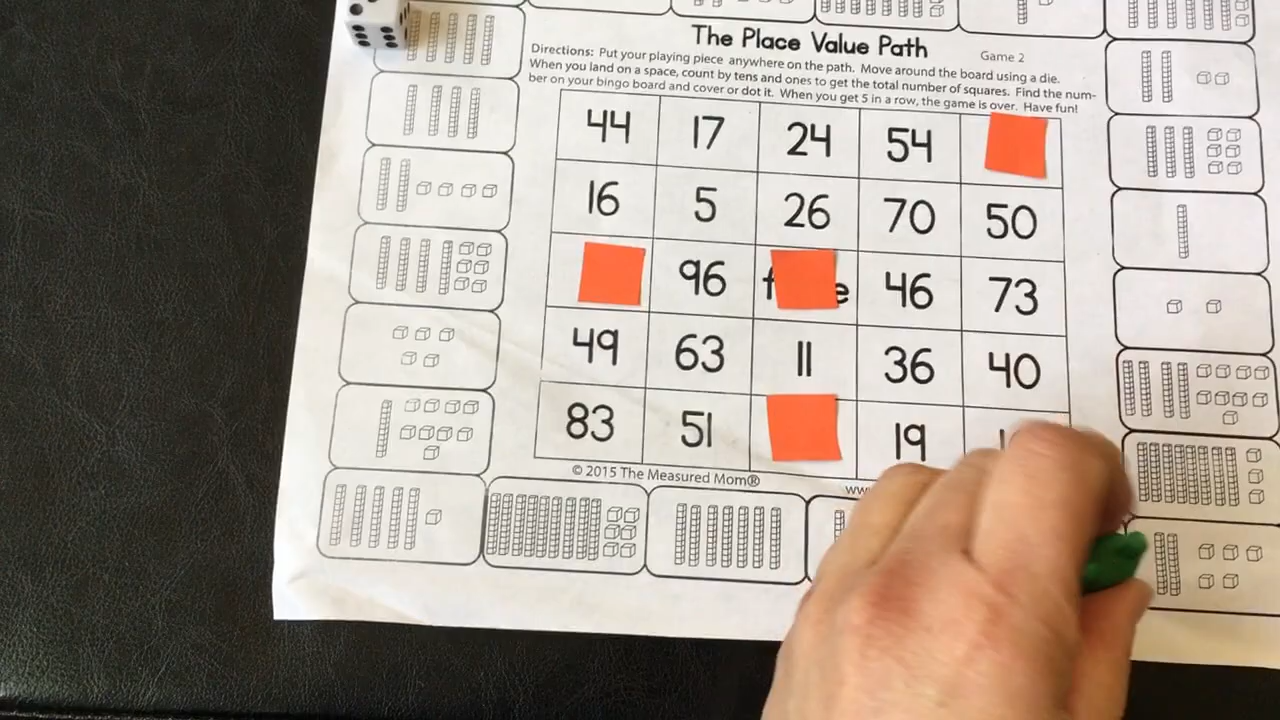 The Place Value Path
Game 2
Directions: Put your playing piece anywhere on the path. Move around the board using a die.
When you land on a space, count by tens and ones to get the total number of squares. Find the num-
ber on your bingo board and cover or dot it. When you get 5 in a row, the game is over. Have fun!
44 17 24 54
16 5 26 70 50
96 46 73
49 63 11 36 40
83 51 19
© 2015 The Measured Mom®